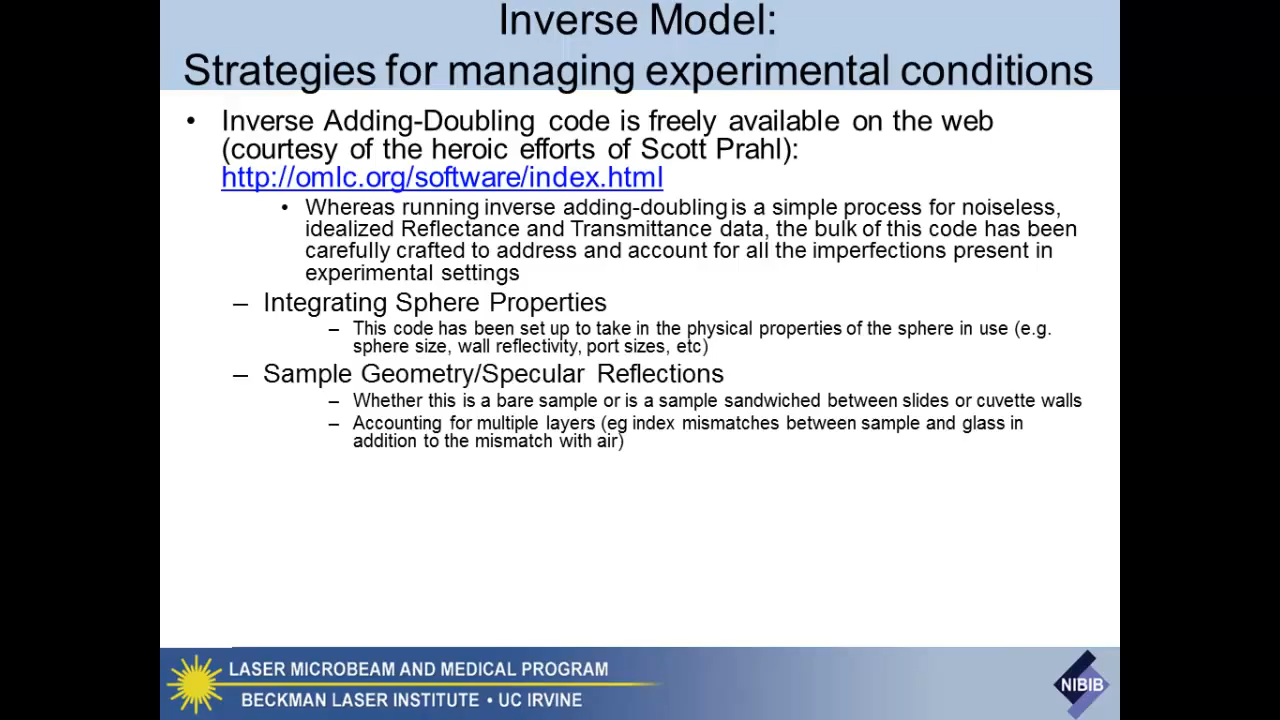 Inverse Model:
Strategies for managing experimental conditions
• Inverse Adding-Doubling code is freely available on the web
(courtesy of the heroic efforts of Scott Prahl):
http://omlc.org/software/index.html
• Whereas running inverse adding-doubling is a simple process for noiseless,
idealized Reflectance and Transmittance data, the bulk of this code has been
carefully crafted to address and account for all the imperfections present in
experimental settings
– Integrating Sphere Properties
– This code has been set up to take in the physical properties of the sphere in use (e.g.
sphere size, wall reflectivity, port sizes, etc)
– Sample Geometry/Specular Reflections
– Whether this is a bare sample or is a sample sandwiched between slides or cuvette walls
– Accounting for multiple layers (eg index mismatches between sample and glass in
addition to the mismatch with air)
LASER MICROBEAM AND MEDICAL PROGRAM
BECKMAN LASER INSTITUTE • UC IRVINE
NIBIB